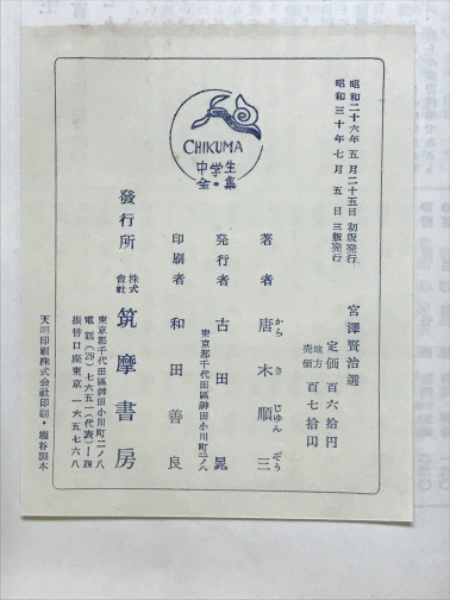 昭和二十六年五月二十五日 初版発行
昭和三十年七月 五 日 三版発行
宮澤賢治選
定価 百六拾円
地方売価 百七拾円
著者 唐木順三
から き じゅん ぞう
発行者 古田晁
東京都千代田區神田小川町二ノ八
印刷者 和田善良
發行所 株式會社 筑摩書房
東京都千代田區神田小川町二ノ八
電話(29)七六五一(代表)—四
振替口座東京 一六五七六八
天明印刷株式会社印刷・塩谷製本
CHIKUMA
中学生
全・集